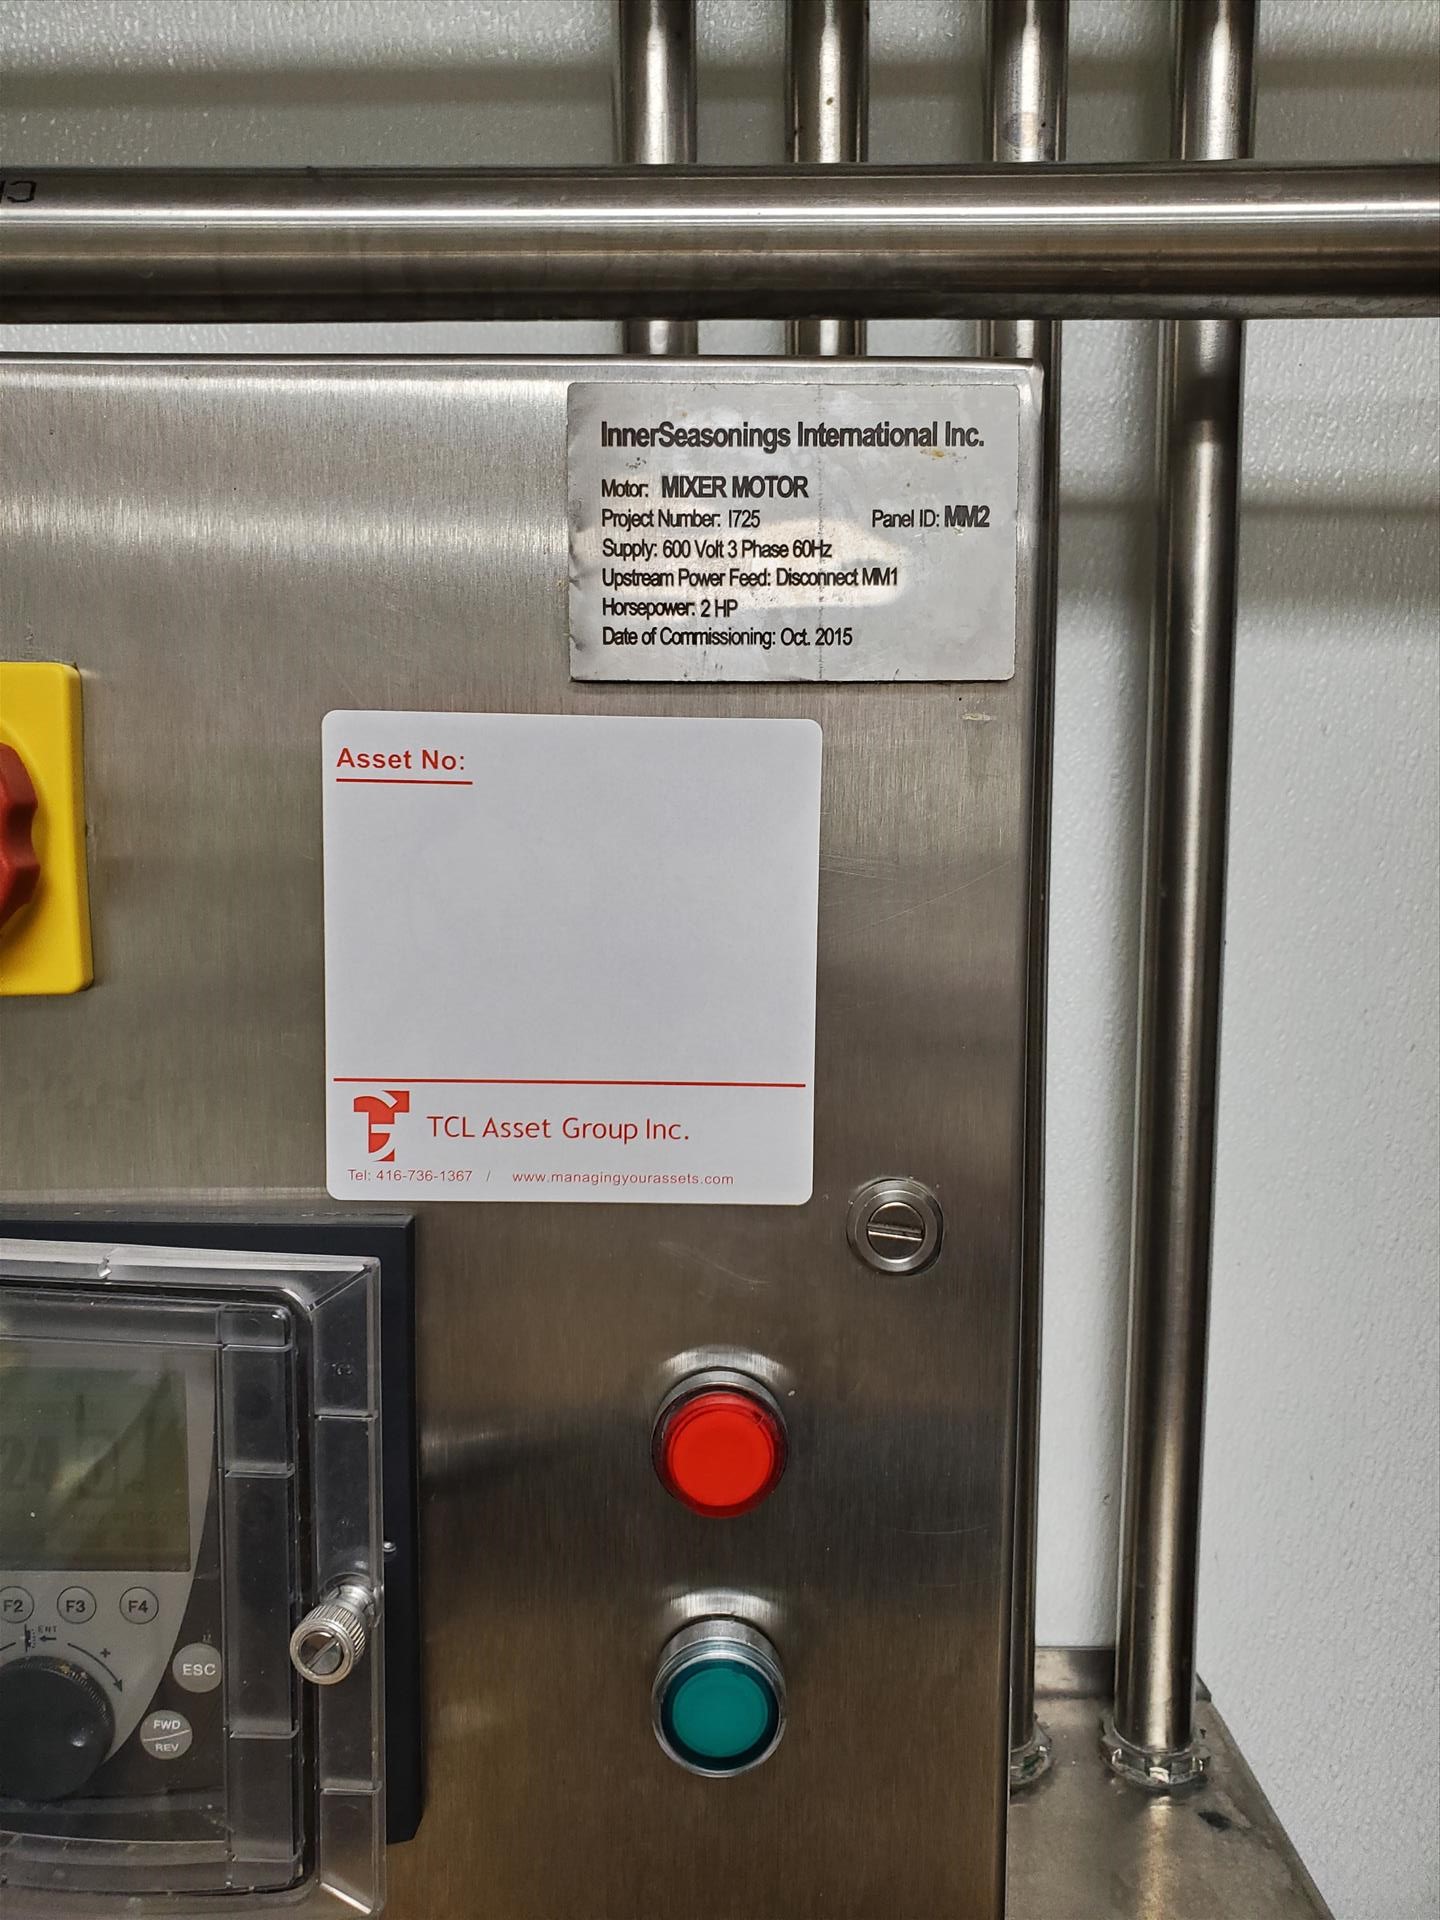 InnerSeasonings International Inc.
Motor: MIXER MOTOR
Project Number: I725 Panel ID: MM2
Supply: 600 Volt 3 Phase 60Hz
Upstream Power Feed: Disconnect MM1
Horsepower: 2 HP
Date of Commissioning: Oct. 2015
Asset No:
TCL Asset Group Inc.
Tel: 416-736-1367 / www.managingyourassets.com
F2 F3 F4
ENT
+
ESC
FWD
REV